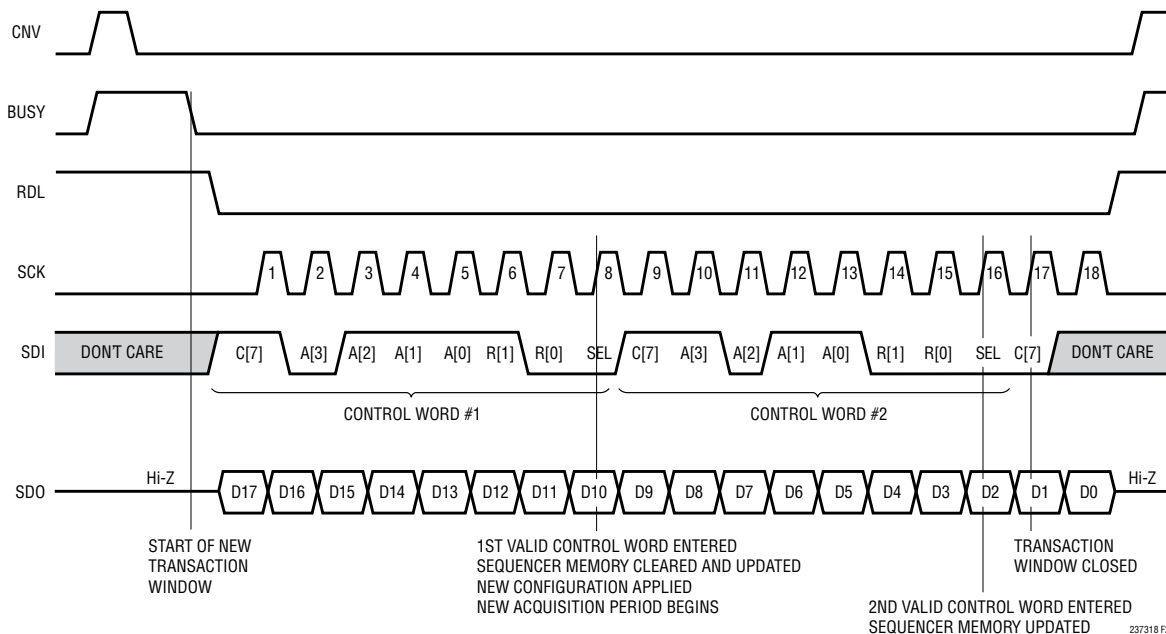 CNV
BUSY
RDL
SCK 1 2 3 4 5 6 7 8 9 10 11 12 13 14 15 16 17 18
SDI DON'T CARE C[7] A[3] A[2] A[1] A[0] R[1] R[0] SEL C[7] A[3] A[2] A[1] A[0] R[1] R[0] SEL C[7] DON'T CARE
CONTROL WORD #1 CONTROL WORD #2
SDO Hi-Z D17 D16 D15 D14 D13 D12 D11 D10 D9 D8 D7 D6 D5 D4 D3 D2 D1 D0 Hi-Z
START OF NEW
TRANSACTION
WINDOW
1ST VALID CONTROL WORD ENTERED
SEQUENCER MEMORY CLEARED AND UPDATED
NEW CONFIGURATION APPLIED
NEW ACQUISITION PERIOD BEGINS
TRANSACTION
WINDOW CLOSED
2ND VALID CONTROL WORD ENTERED
SEQUENCER MEMORY UPDATED
237318